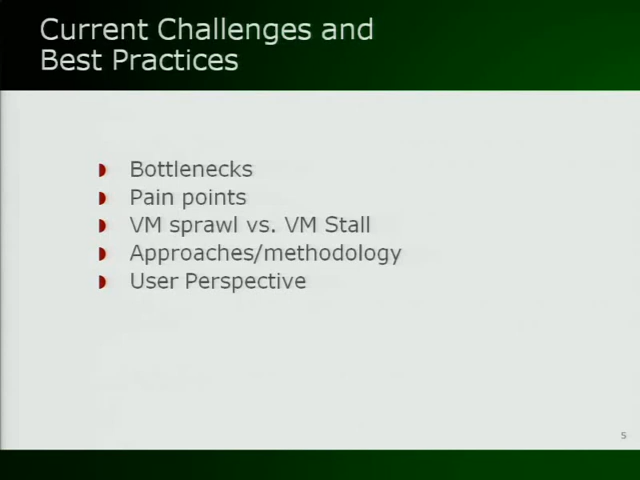 Current Challenges and
Best Practices
Bottlenecks
Pain points
VM sprawl vs. VM Stall
Approaches/methodology
User Perspective
5